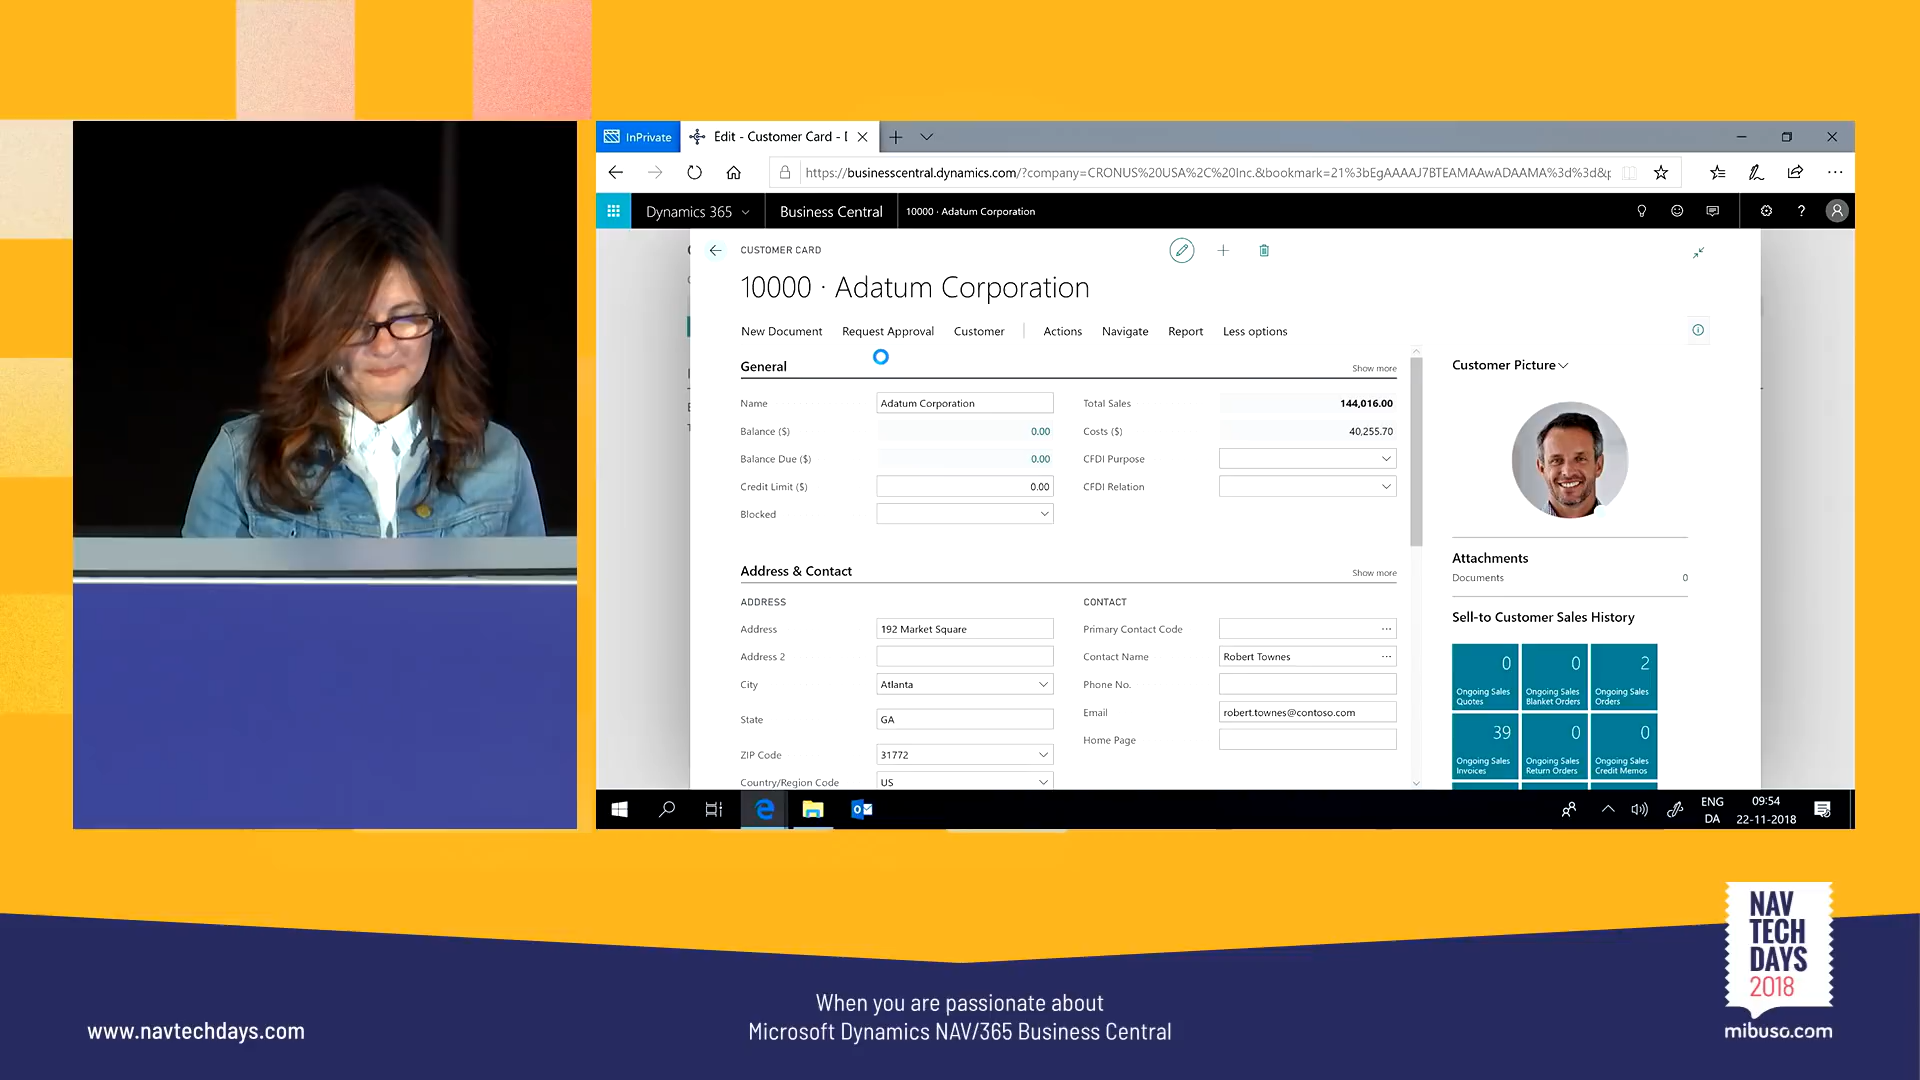 InPrivate
Edit - Customer Card - [
https://businesscentral.dynamics.com/?company=CRONUS%20USA%2C%20Inc.&bookmark=21%3bEgAAAAJ7BTEAMAAwADAAMA%3d%3d&p
Dynamics 365
Business Central
10000 · Adatum Corporation
?
CUSTOMER CARD
10000 · Adatum Corporation
New Document
Request Approval
Customer
Actions
Navigate
Report
Less options
General
Show more
Name
Adatum Corporation
Balance ($)
0.00
Balance Due ($)
0.00
Credit Limit ($)
0.00
Blocked
Total Sales
144,016.00
Costs ($)
40,255.70
CFDI Purpose
CFDI Relation
Address & Contact
Show more
ADDRESS
Address
192 Market Square
Address 2
City
Atlanta
State
GA
ZIP Code
31772
Country/Region Code
US
CONTACT
Primary Contact Code
Contact Name
Robert Townes
Phone No.
Email
robert.townes@contoso.com
Home Page
Customer Picture
Attachments
Documents
0
Sell-to Customer Sales History
0
Ongoing Sales
Quotes
0
Ongoing Sales
Blanket Orders
2
Ongoing Sales
Orders
39
Ongoing Sales
Invoices
0
Ongoing Sales
Return Orders
0
Ongoing Sales
Credit Memos
ENG
DA
09:54
22-11-2018
NAV
TECH
DAYS
2018
mibuso.com
www.navtechdays.com
When you are passionate about
Microsoft Dynamics NAV/365 Business Central